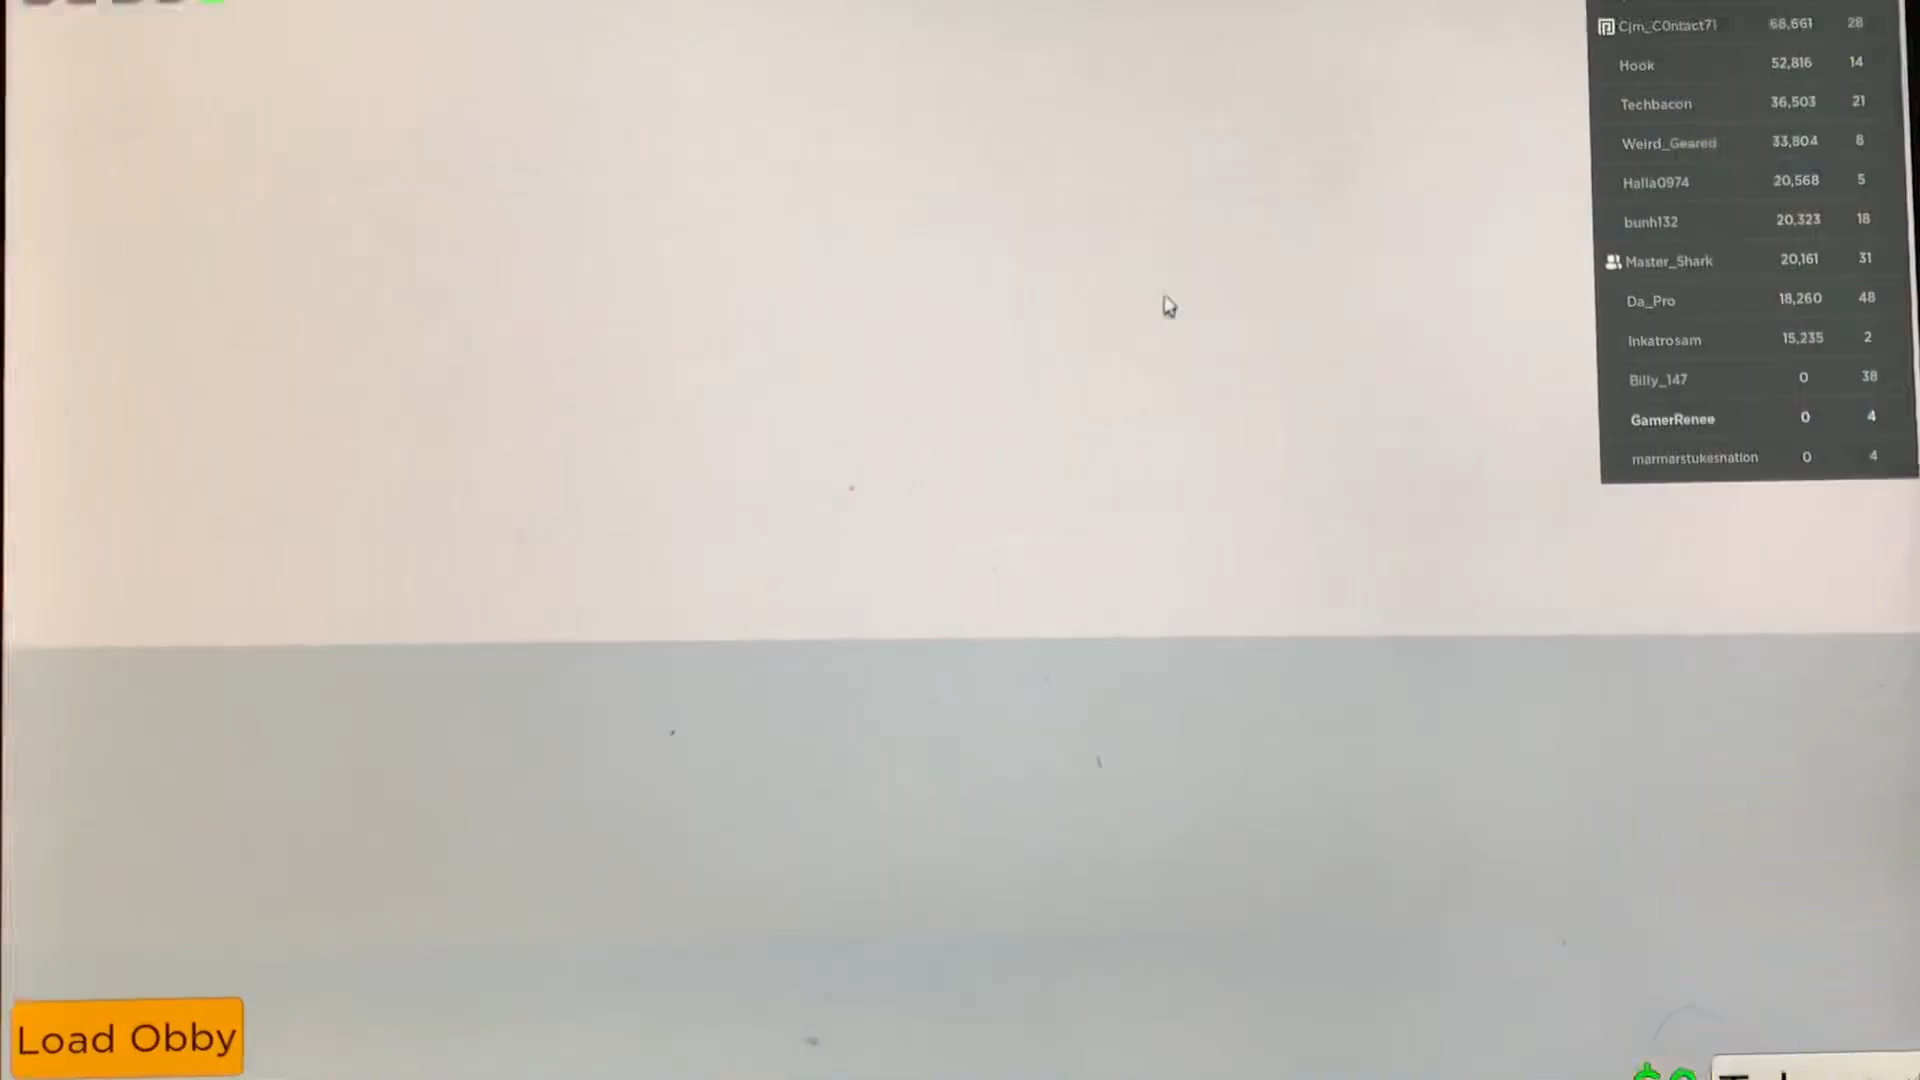 Cjm_C0ntact71 68,661 28
Hook 52,816 14
Techbacon 36,503 21
Weird_Geared 33,804 8
Halla0974 20,568 5
bunh132 20,323 18
Master_Shark 20,161 31
Da_Pro 18,260 48
Inkatrosam 15,235 2
Billy_147 0 38
GamerRenee 0 4
marmarstukesnation 0 4
Load Obby